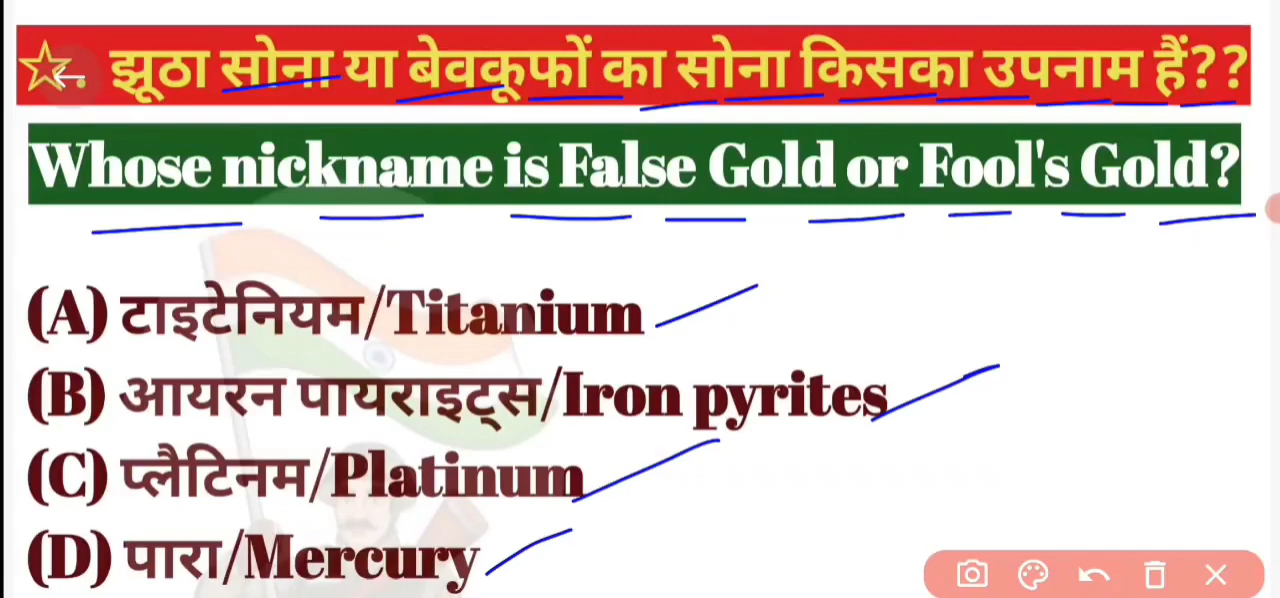 ☆. झूठा सोना या बेवकूफों का सोना किसका उपनाम हैं??
Whose nickname is False Gold or Fool's Gold?
(A) टाइटेनियम/Titanium
(B) आयरन पायराइट्स/Iron pyrites
(C) प्लैटिनम/Platinum
(D) पारा/Mercury